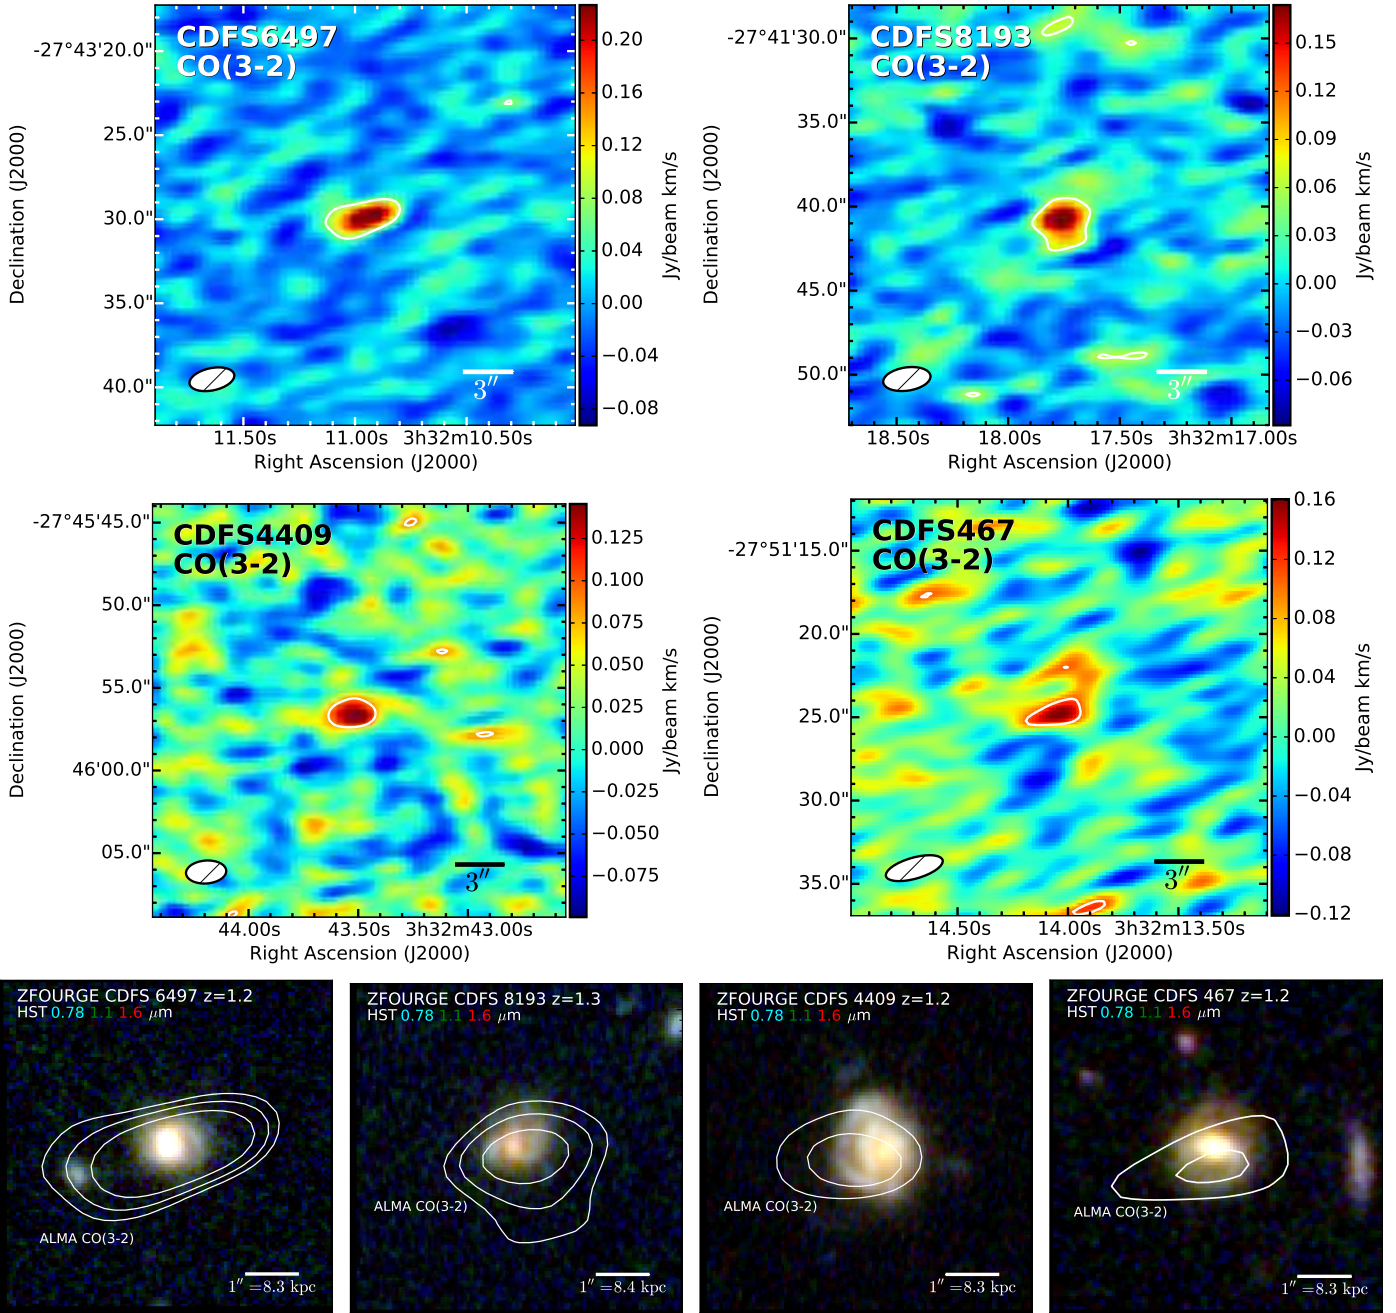 CDFS6497
CO(3-2)
-27°43'20.0"
25.0"
30.0"
35.0"
40.0"
Declination (J2000)
11.50s
11.00s
3h32m10.50s
Right Ascension (J2000)
3″
0.20
0.16
0.12
0.08
0.04
0.00
−0.04
−0.08
Jy/beam km/s
CDFS8193
CO(3-2)
-27°41'30.0"
35.0"
40.0"
45.0"
50.0"
Declination (J2000)
18.50s
18.00s
17.50s
3h32m17.00s
Right Ascension (J2000)
3″
0.15
0.12
0.09
0.06
0.03
0.00
−0.03
−0.06
Jy/beam km/s
CDFS4409
CO(3-2)
-27°45'45.0"
50.0"
55.0"
46'00.0"
05.0"
Declination (J2000)
44.00s
43.50s
3h32m43.00s
Right Ascension (J2000)
3″
0.125
0.100
0.075
0.050
0.025
0.000
−0.025
−0.050
−0.075
Jy/beam km/s
CDFS467
CO(3-2)
-27°51'15.0"
20.0"
25.0"
30.0"
35.0"
Declination (J2000)
14.50s
14.00s
3h32m13.50s
Right Ascension (J2000)
3″
0.16
0.12
0.08
0.04
0.00
−0.04
−0.08
−0.12
Jy/beam km/s
ZFOURGE CDFS 6497 z=1.2
HST 0.78 1.1 1.6 μm
ALMA CO(3-2)
1″ =8.3 kpc
ZFOURGE CDFS 8193 z=1.3
HST 0.78 1.1 1.6 μm
ALMA CO(3-2)
1″ =8.4 kpc
ZFOURGE CDFS 4409 z=1.2
HST 0.78 1.1 1.6 μm
ALMA CO(3-2)
1″ =8.3 kpc
ZFOURGE CDFS 467 z=1.2
HST 0.78 1.1 1.6 μm
ALMA CO(3-2)
1″ =8.3 kpc